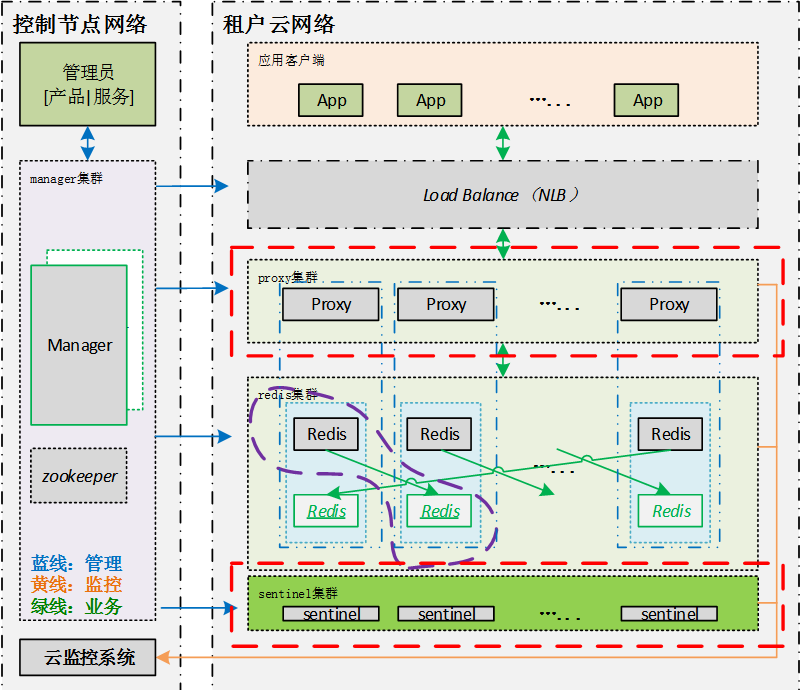 控制节点网络
管理员
[产品|服务]
manager集群
Manager
zookeeper
蓝线：管理
黄线：监控
绿线：业务
云监控系统
租户云网络
应用客户端
App
App
...
App
Load Balance（NLB）
proxy集群
Proxy
Proxy
...
Proxy
redis集群
Redis
Redis
Redis
...
Redis
Redis
Redis
sentinel集群
sentinel
sentinel
...
sentinel